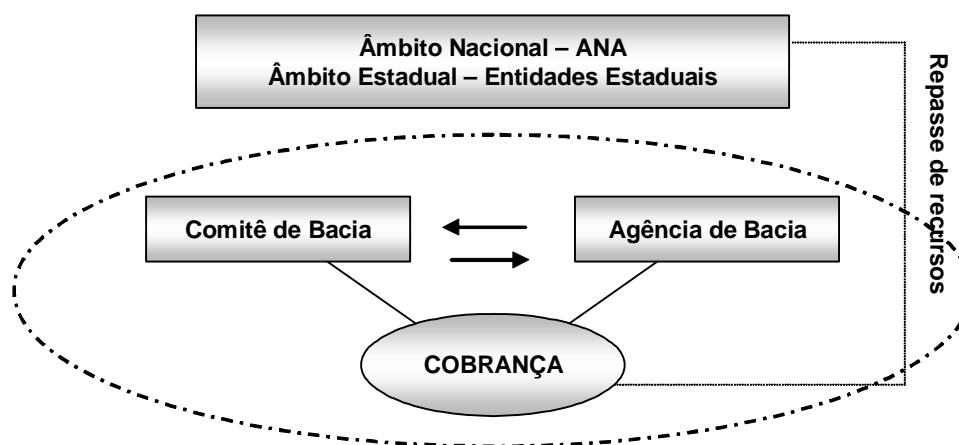 Âmbito Nacional – ANA
Âmbito Estadual – Entidades Estaduais
Repasse de recursos
Comitê de Bacia
Agência de Bacia
COBRANÇA